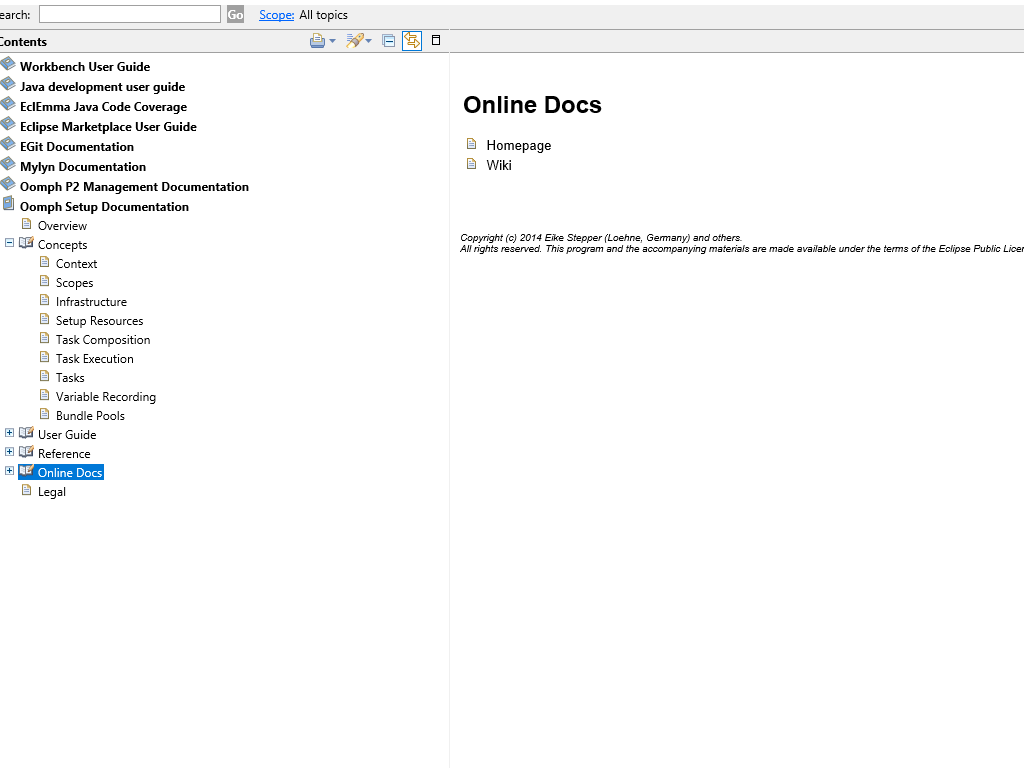 earch: Go Scope: All topics
Contents
Workbench User Guide
Java development user guide
EclEmma Java Code Coverage
Eclipse Marketplace User Guide
EGit Documentation
Mylyn Documentation
Oomph P2 Management Documentation
Oomph Setup Documentation
Overview
Concepts
Context
Scopes
Infrastructure
Setup Resources
Task Composition
Task Execution
Tasks
Variable Recording
Bundle Pools
User Guide
Reference
Online Docs
Legal
Online Docs
Homepage
Wiki
Copyright (c) 2014 Eike Stepper (Loehne, Germany) and others.
All rights reserved. This program and the accompanying materials are made available under the terms of the Eclipse Public Licer